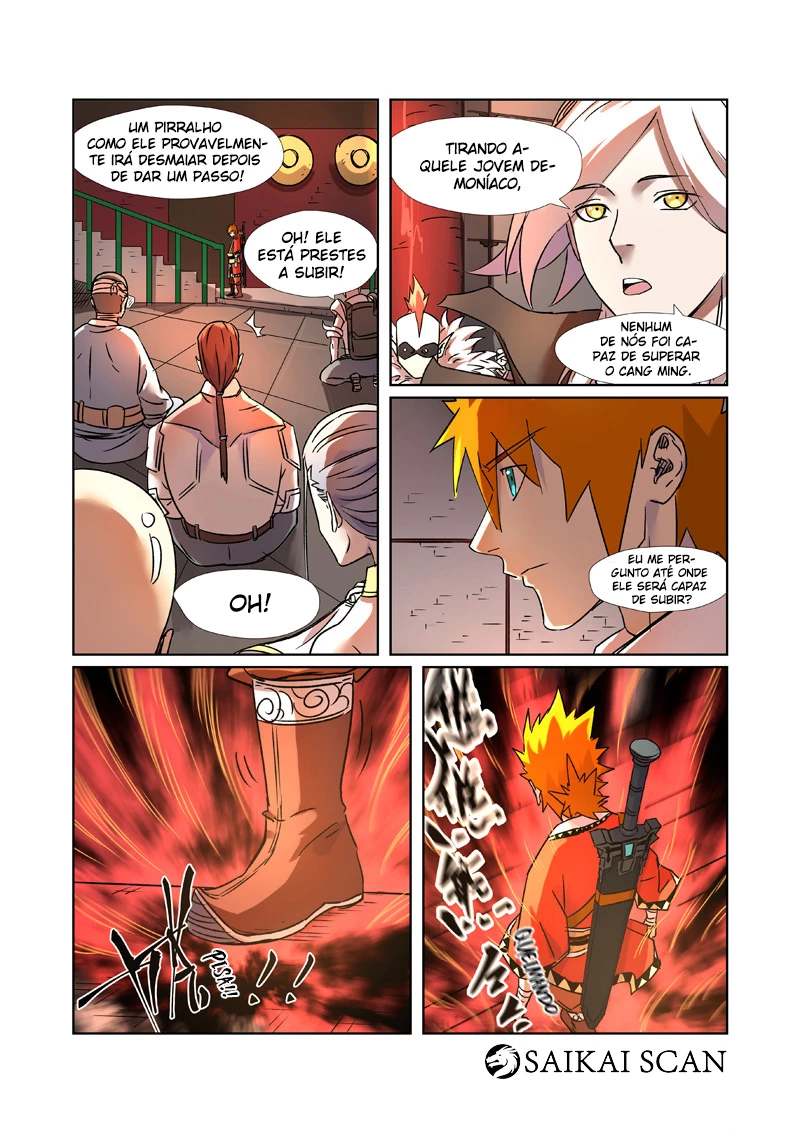 UM PIRRALHO
COMO ELE PROVAVELMEN-
TE IRÁ DESMAIAR DEPOIS
DE DAR UM PASSO!
OH! ELE
ESTÁ PRESTES
A SUBIR!
OH!
TIRANDO A-
QUELE JOVEM DE-
MONÍACO,
NENHUM
DE NÓS FOI CA-
PAZ DE SUPERAR
O CANG MING.
EU ME PER-
GUNTO ATÉ ONDE
ELE SERÁ CAPAZ
DE SUBIR?
PISA!!!
QUEIMANDO
SAIKAI SCAN